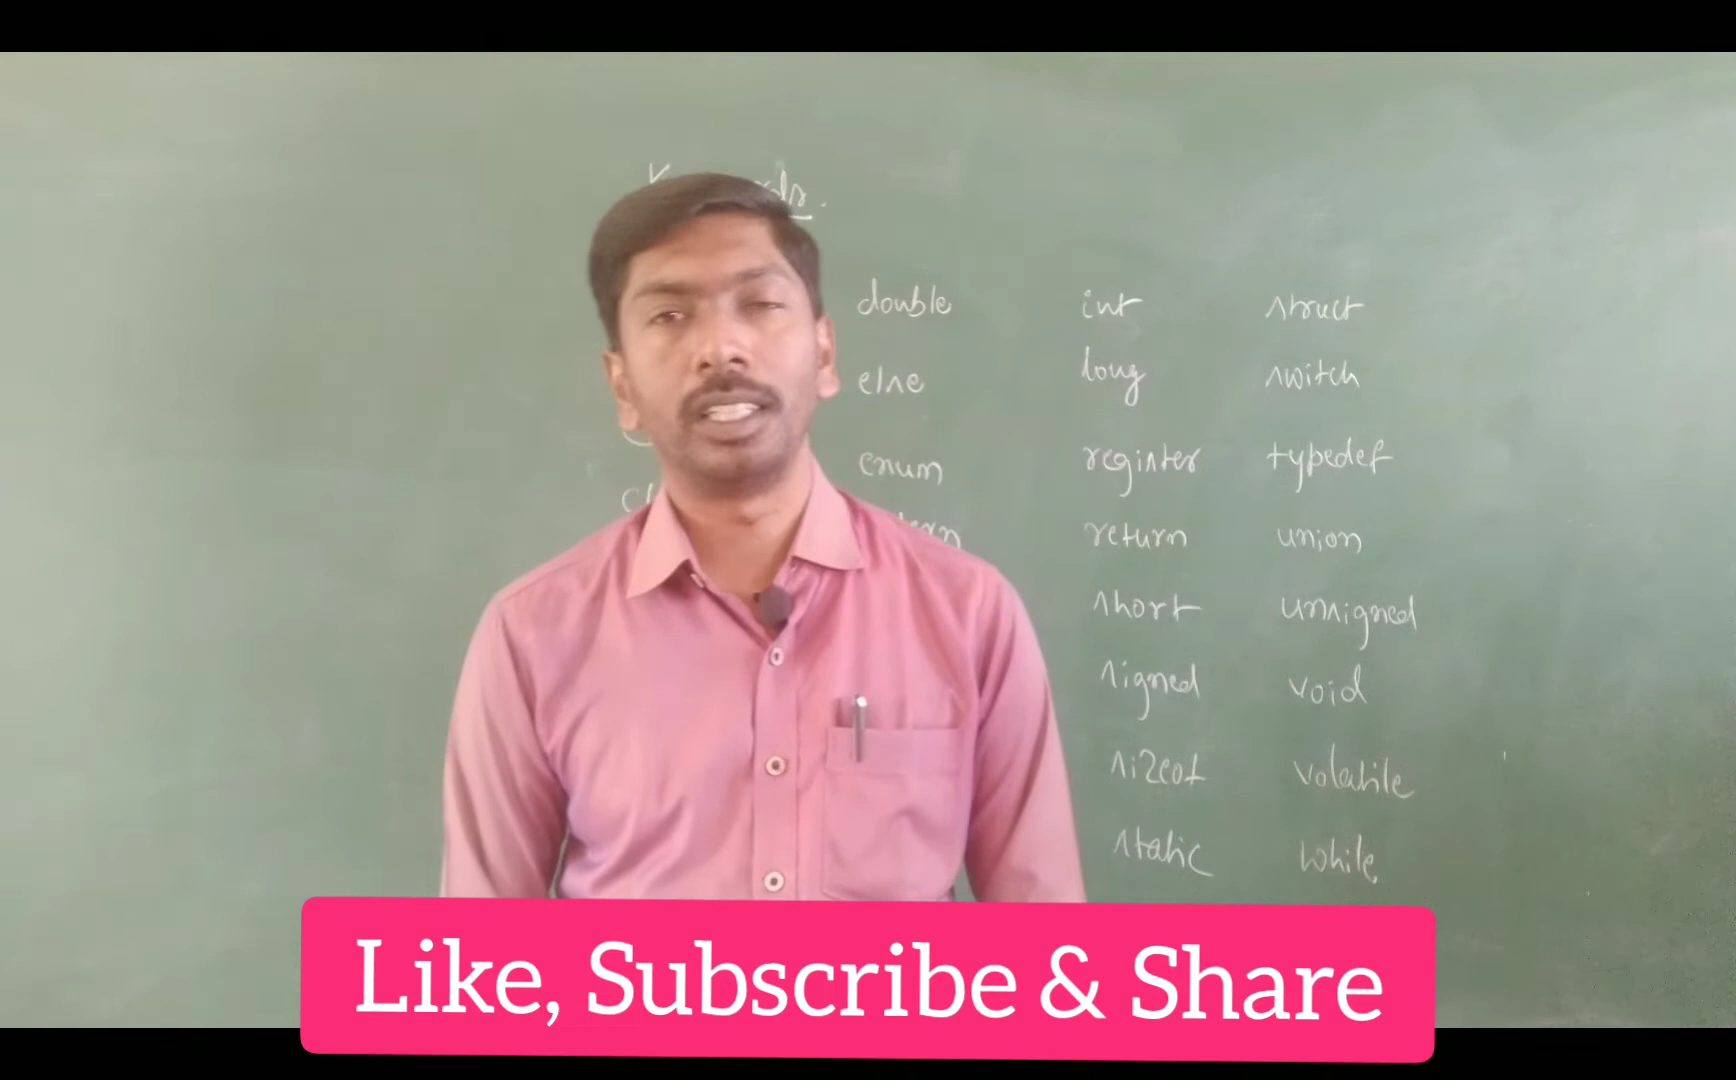 double int struct
else long switch
enum register typedef
return union
short unsigned
signed void
sizeof volatile
static while
Like, Subscribe & Share